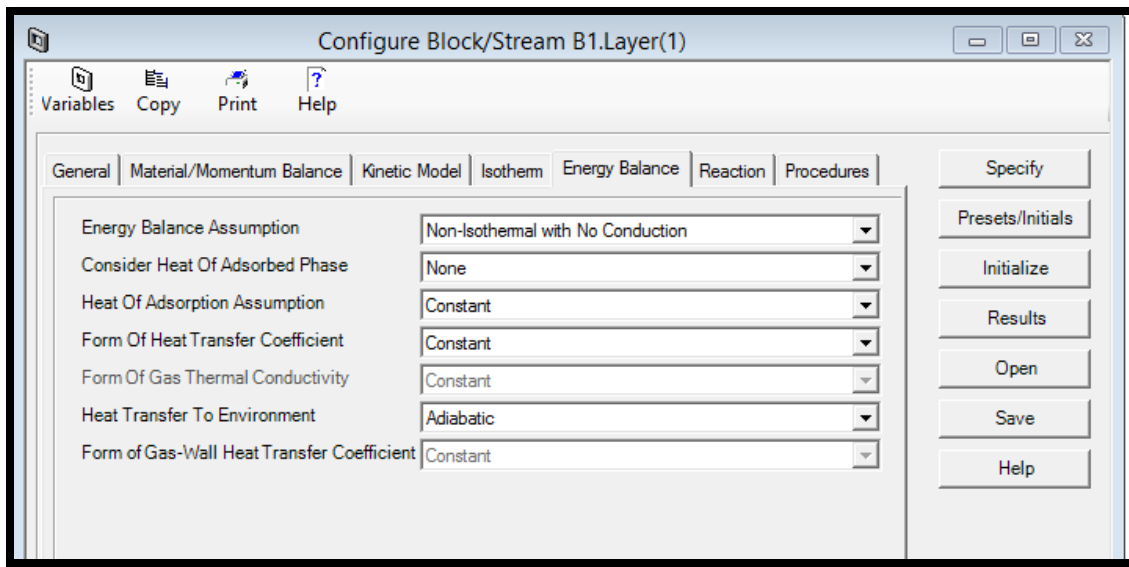 Configure Block/Stream B1.Layer(1)
Variables Copy Print Help
General Material/Momentum Balance Kinetic Model Isotherm Energy Balance Reaction Procedures
Energy Balance Assumption Non-Isothermal with No Conduction
Consider Heat Of Adsorbed Phase None
Heat Of Adsorption Assumption Constant
Form Of Heat Transfer Coefficient Constant
Form Of Gas Thermal Conductivity Constant
Heat Transfer To Environment Adiabatic
Form of Gas-Wall Heat Transfer Coefficient Constant
Specify
Presets/Initials
Initialize
Results
Open
Save
Help